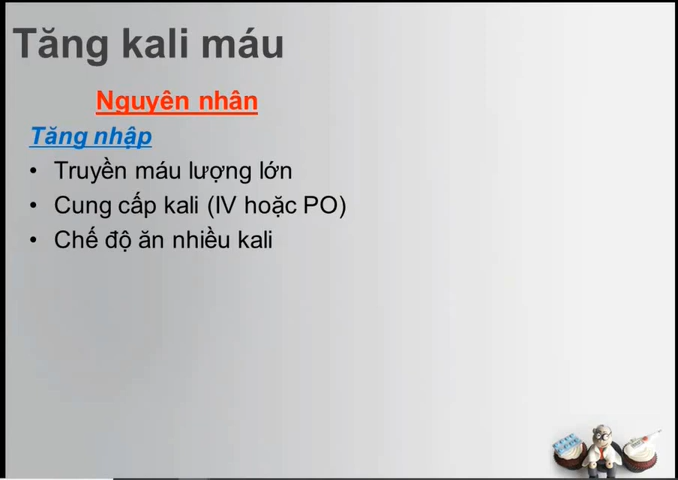 Tăng kali máu
Nguyên nhân
Tăng nhập
• Truyền máu lượng lớn
• Cung cấp kali (IV hoặc PO)
• Chế độ ăn nhiều kali